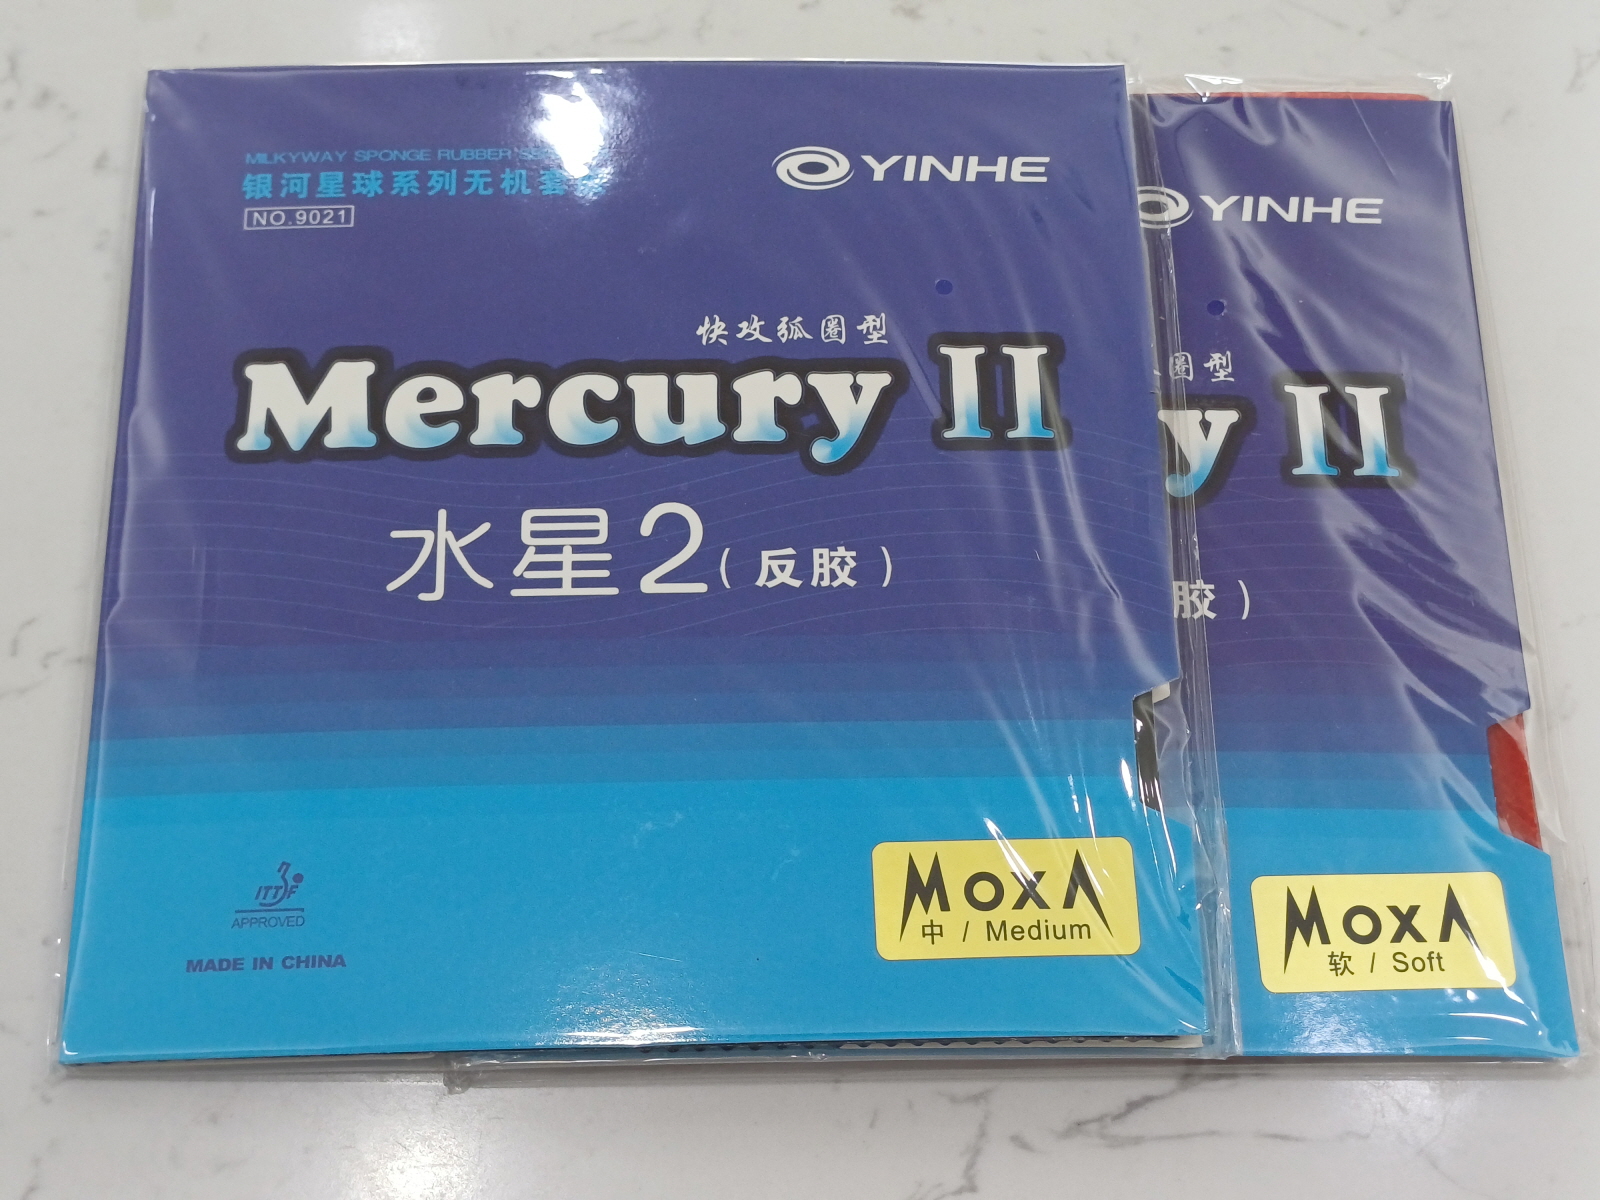 MILKYWAY SPONGE RUBBER
银河星球系列无机套
NO.9021
YINHE
快攻弧圈型
Mercury II
水星2(反胶)
ITTF
APPROVED
MADE IN CHINA
MOXA
中 / Medium
YINHE
圈型
y II
胶)
MOXA
软 / Soft